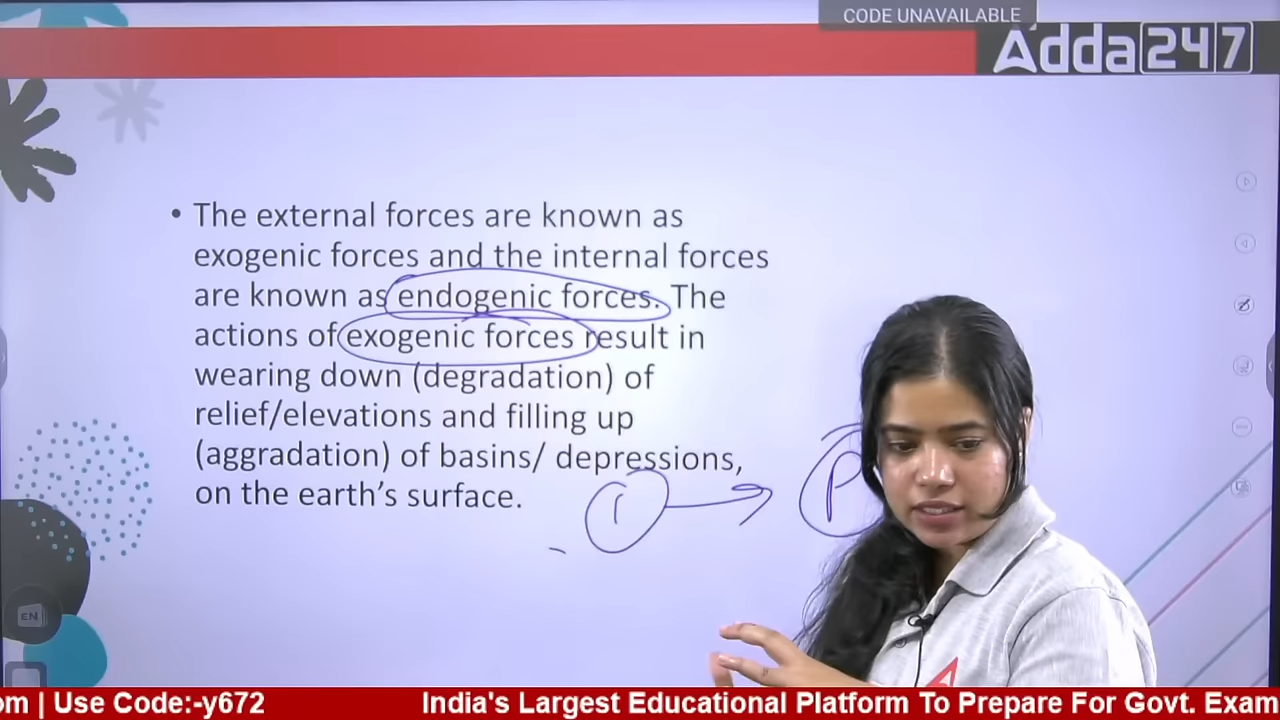 CODE UNAVAILABLE
Adda247
• The external forces are known as
exogenic forces and the internal forces
are known as endogenic forces. The
actions of exogenic forces result in
wearing down (degradation) of
relief/elevations and filling up
(aggradation) of basins/ depressions,
on the earth's surface.
P
EN
om | Use Code:-y672 India's Largest Educational Platform To Prepare For Govt. Exam